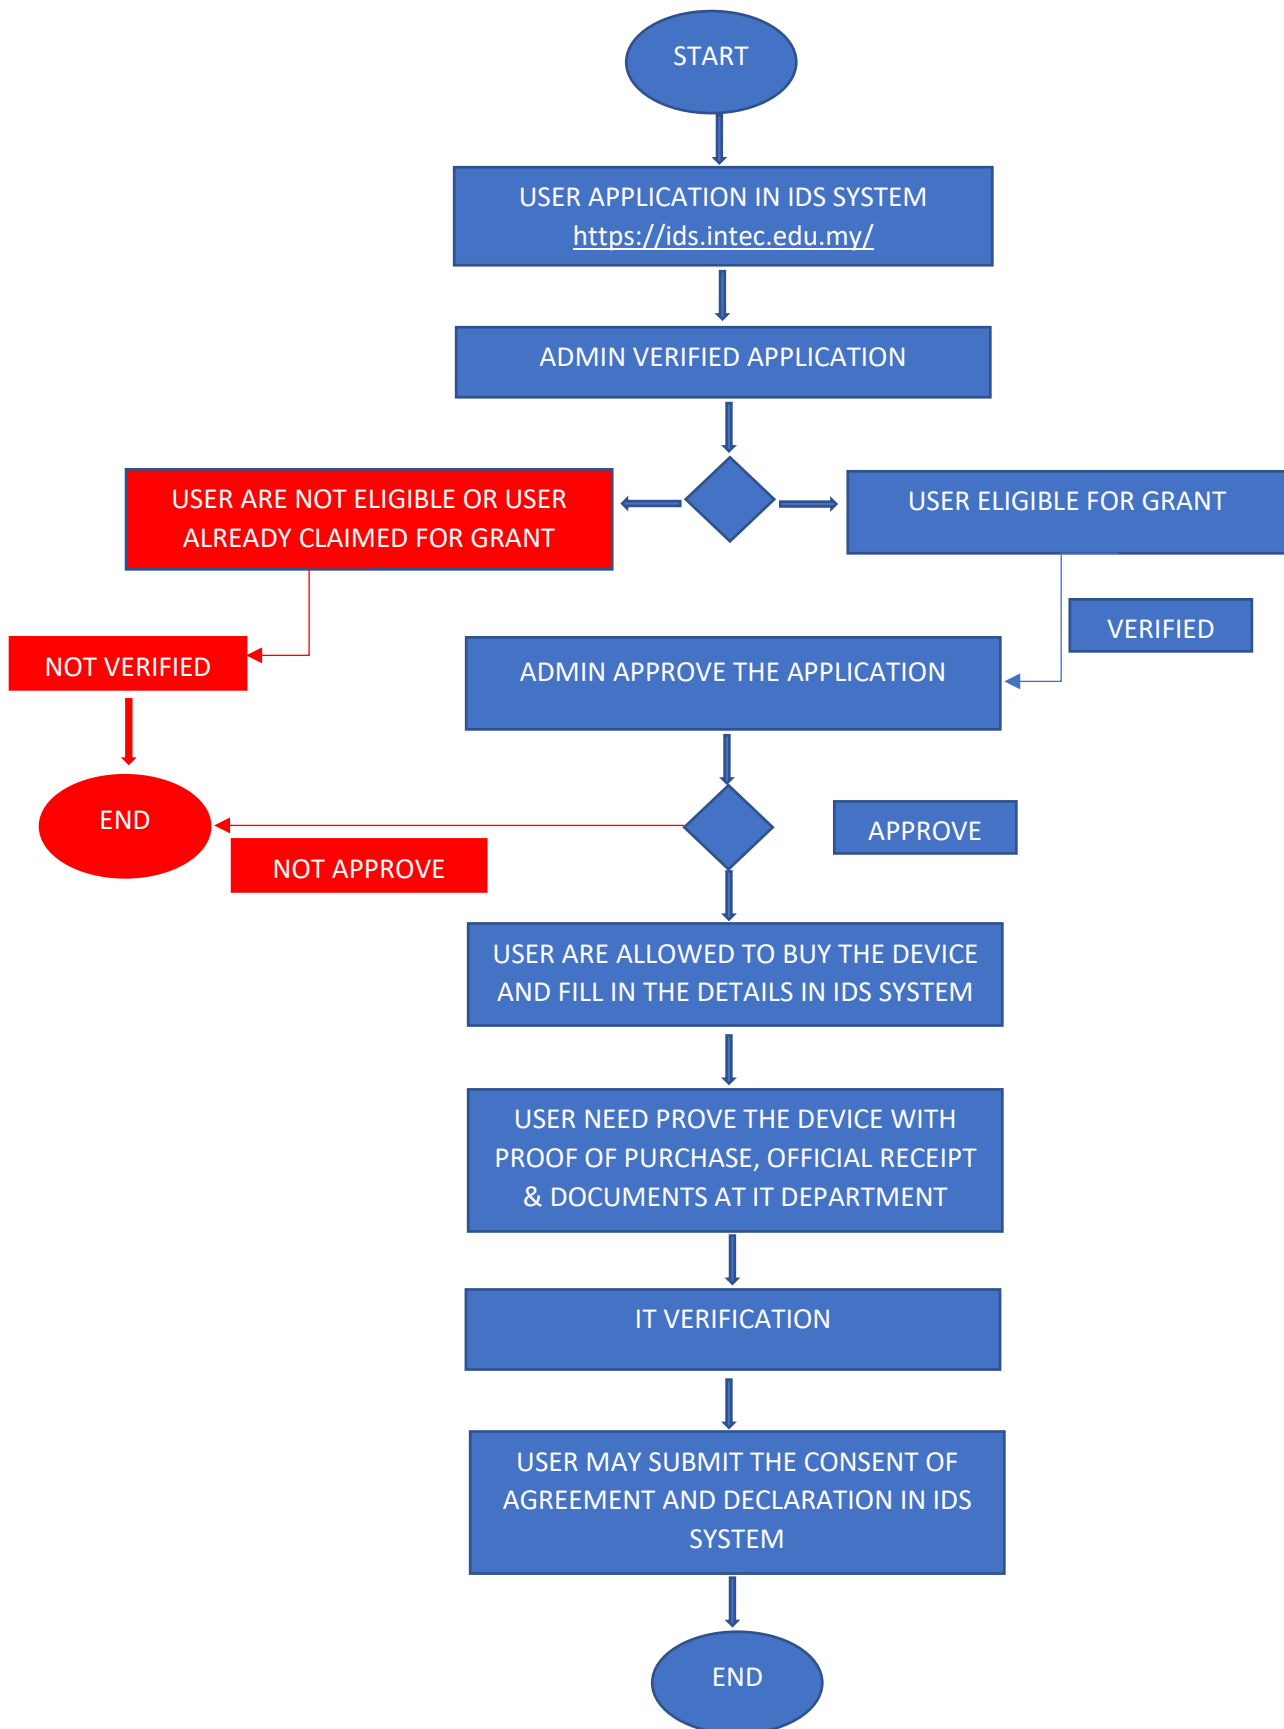 START
USER APPLICATION IN IDS SYSTEM
https://ids.intec.edu.my/
ADMIN VERIFIED APPLICATION
USER ARE NOT ELIGIBLE OR USER
ALREADY CLAIMED FOR GRANT
USER ELIGIBLE FOR GRANT
VERIFIED
NOT VERIFIED
ADMIN APPROVE THE APPLICATION
END
NOT APPROVE
APPROVE
USER ARE ALLOWED TO BUY THE DEVICE
AND FILL IN THE DETAILS IN IDS SYSTEM
USER NEED PROVE THE DEVICE WITH
PROOF OF PURCHASE, OFFICIAL RECEIPT
& DOCUMENTS AT IT DEPARTMENT
IT VERIFICATION
USER MAY SUBMIT THE CONSENT OF
AGREEMENT AND DECLARATION IN IDS
SYSTEM
END